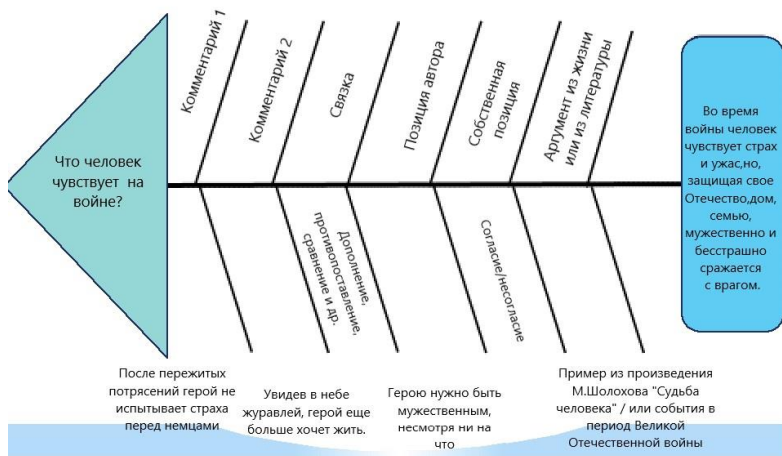 Что человек
чувствует на
войне?
Комментарий 1
Комментарий 2
Связка
Позиция автора
Собственная
позиция
Аргумент из жизни
или из литературы
Дополнение,
противопоставление,
сравнение и др.
Согласие/несогласие
Во время
войны человек
чувствует страх
и ужас,но,
защищая свое
Отечество,дом,
семью,
мужественно и
бесстрашно
сражается
с врагом.
После пережитых
потрясений герой не
испытывает страха
перед немцами
Увидев в небе
журавлей, герой еще
больше хочет жить.
Герою нужно быть
мужественным,
несмотря ни на
что
Пример из произведения
М.Шолохова "Судьба
человека" / или события в
период Великой
Отечественной войны